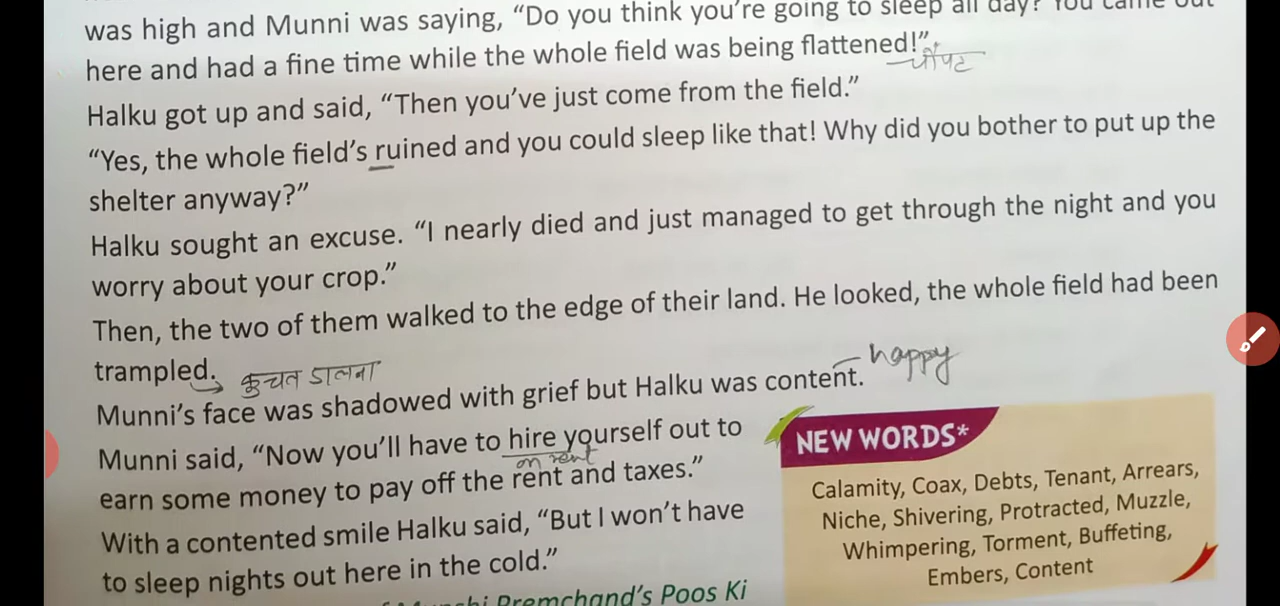 was high and Munni was saying, “Do you think you’re going to sleep all day? You came out
here and had a fine time while the whole field was being flattened!”
चौपट
Halku got up and said, “Then you’ve just come from the field.”
“Yes, the whole field’s ruined and you could sleep like that! Why did you bother to put up the
shelter anyway?”
Halku sought an excuse. “I nearly died and just managed to get through the night and you
worry about your crop.”
Then, the two of them walked to the edge of their land. He looked, the whole field had been
trampled. कुचल डालना
Munni’s face was shadowed with grief but Halku was content. happy
Munni said, “Now you’ll have to hire yourself out to
on rent
earn some money to pay off the rent and taxes.”
With a contented smile Halku said, “But I won’t have
to sleep nights out here in the cold.”
Premchand’s Poos Ki
NEW WORDS*
Calamity, Coax, Debts, Tenant, Arrears,
Niche, Shivering, Protracted, Muzzle,
Whimpering, Torment, Buffeting,
Embers, Content